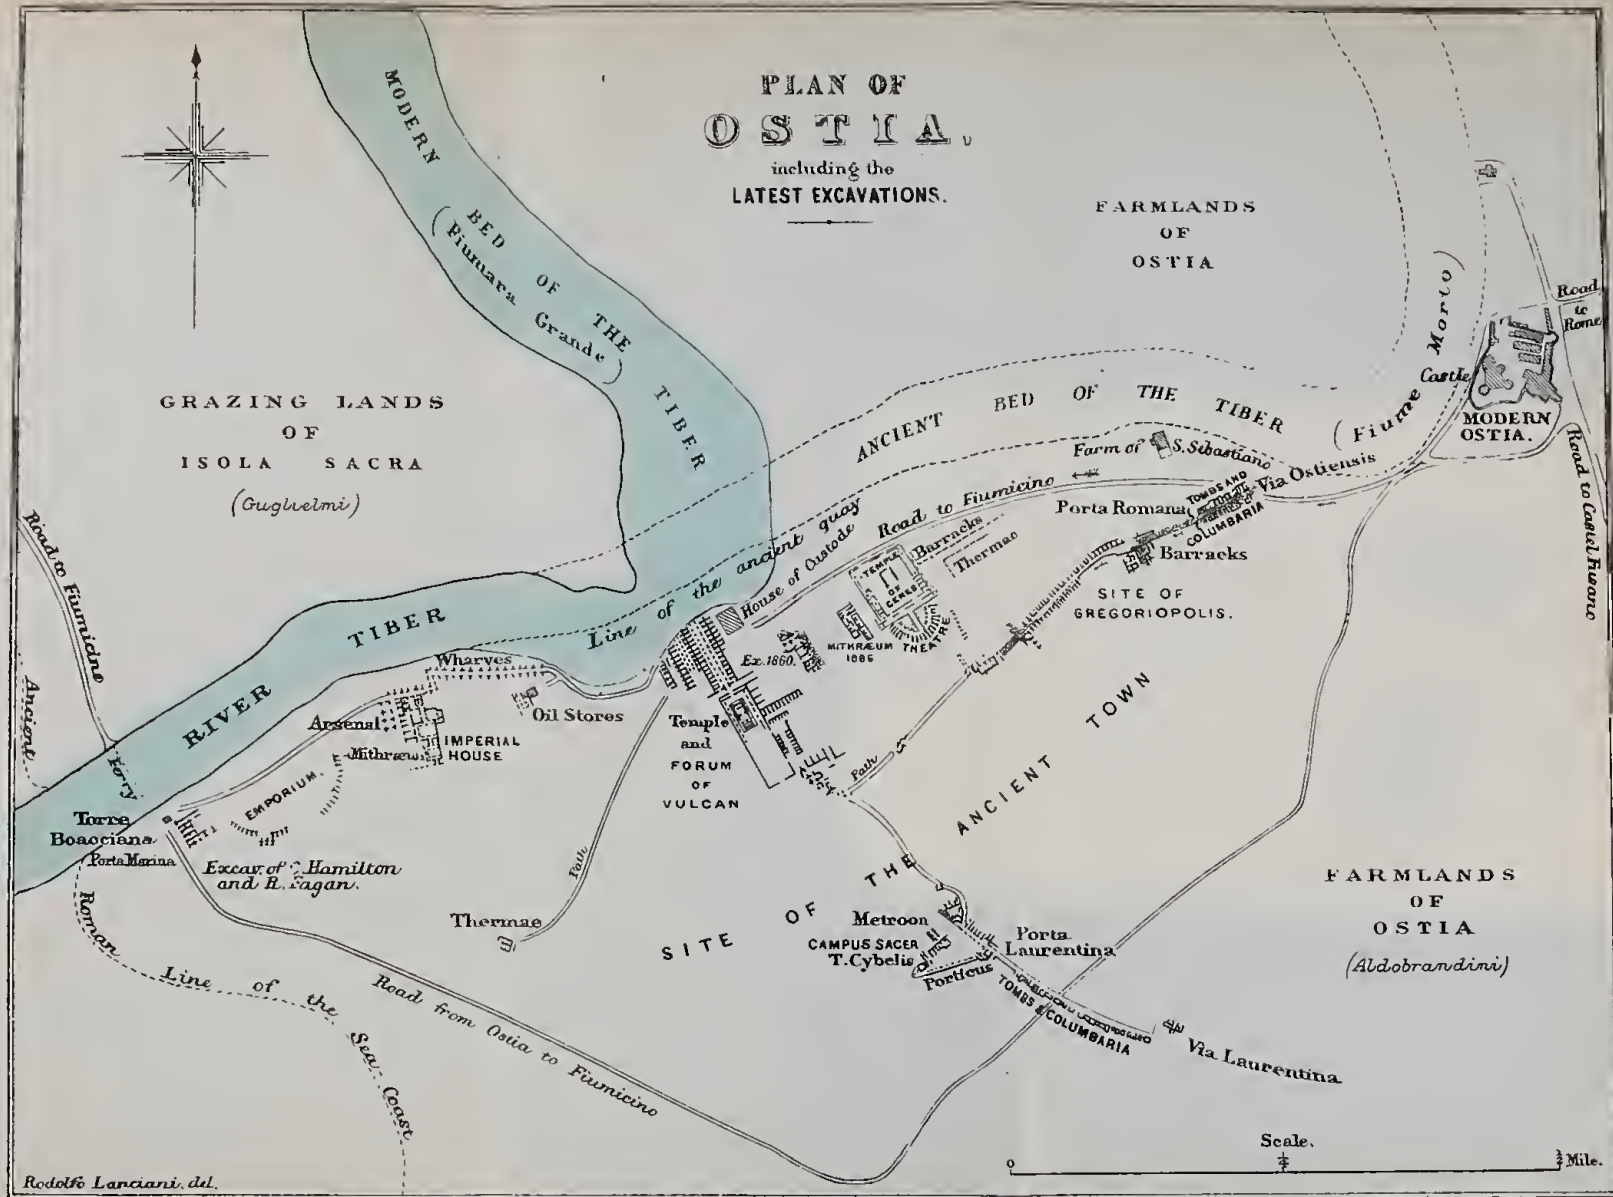 PLAN OF
OSTIA,
including the
LATEST EXCAVATIONS.
MODERN BED OF THE TIBER
(Fiumara Grande)
FARMLANDS
OF
OSTIA
Road
to
Rome
Castle
MODERN
OSTIA.
Road to Castel Fusano
GRAZING LANDS
OF
ISOLA SACRA
(Guglielmi)
ANCIENT BED OF THE TIBER
(Fiume Morto)
Farm of S. Sebastiano
Via Ostiensis
Road to Fiumicino
Porta Romana
TOMBS AND
COLUMBARIA
Barracks
SITE OF
GREGORIOPOLIS.
Line of the ancient quay
House of Custode
Barracks
Thermae
TEMPLE
OF
CERES
THEATRE
MITHRÆUM
1886
Ex. 1860.
Road to Fiumicino
Ancient
Ferry
RIVER TIBER
Wharves
Oil Stores
Arsenal
Mithræum
IMPERIAL
HOUSE
EMPORIUM.
Temple
and
FORUM
OF
VULCAN
Path
Path
Torre
Boacciana
Porta Marina
Excav. of G. Hamilton
and R. Fagan.
Thermae
SITE OF THE ANCIENT TOWN
Metroon
CAMPUS SACER
T. Cybelis
Porticus
Porta
Laurentina
TOMBS & COLUMBARIA
Via Laurentina
FARMLANDS
OF
OSTIA
(Aldobrandini)
Roman Line of the Sea Coast
Road from Ostia to Fiumicino
Scale.
0 ¼ ½ Mile.
Rodolfo Lanciani. del.